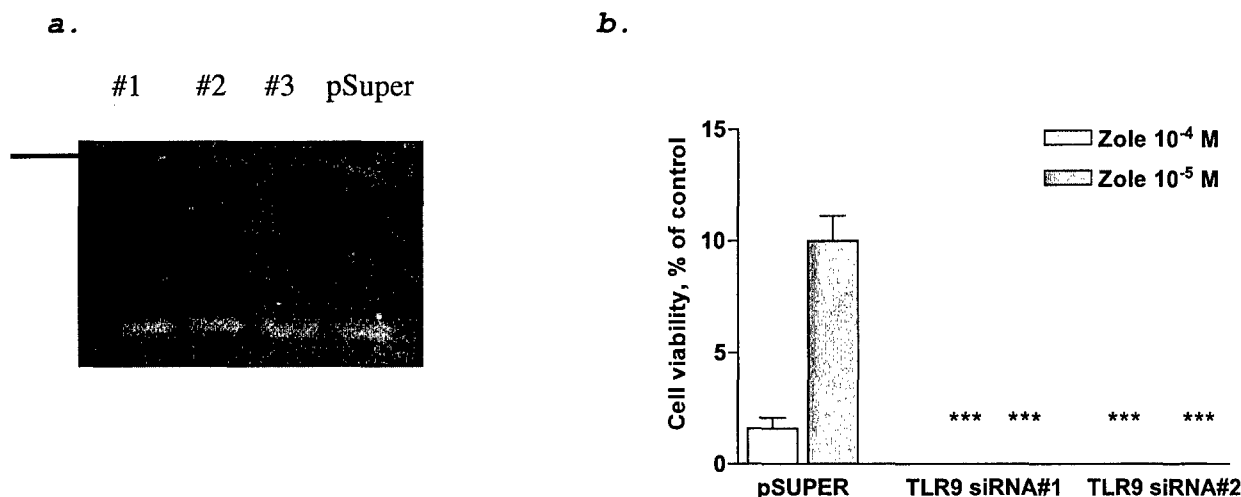 a.
#1 #2 #3 pSuper
b.
Cell viability, % of control
15
10
5
0
Zole 10⁻⁴ M
Zole 10⁻⁵ M
*** *** *** ***
pSUPER TLR9 siRNA#1 TLR9 siRNA#2